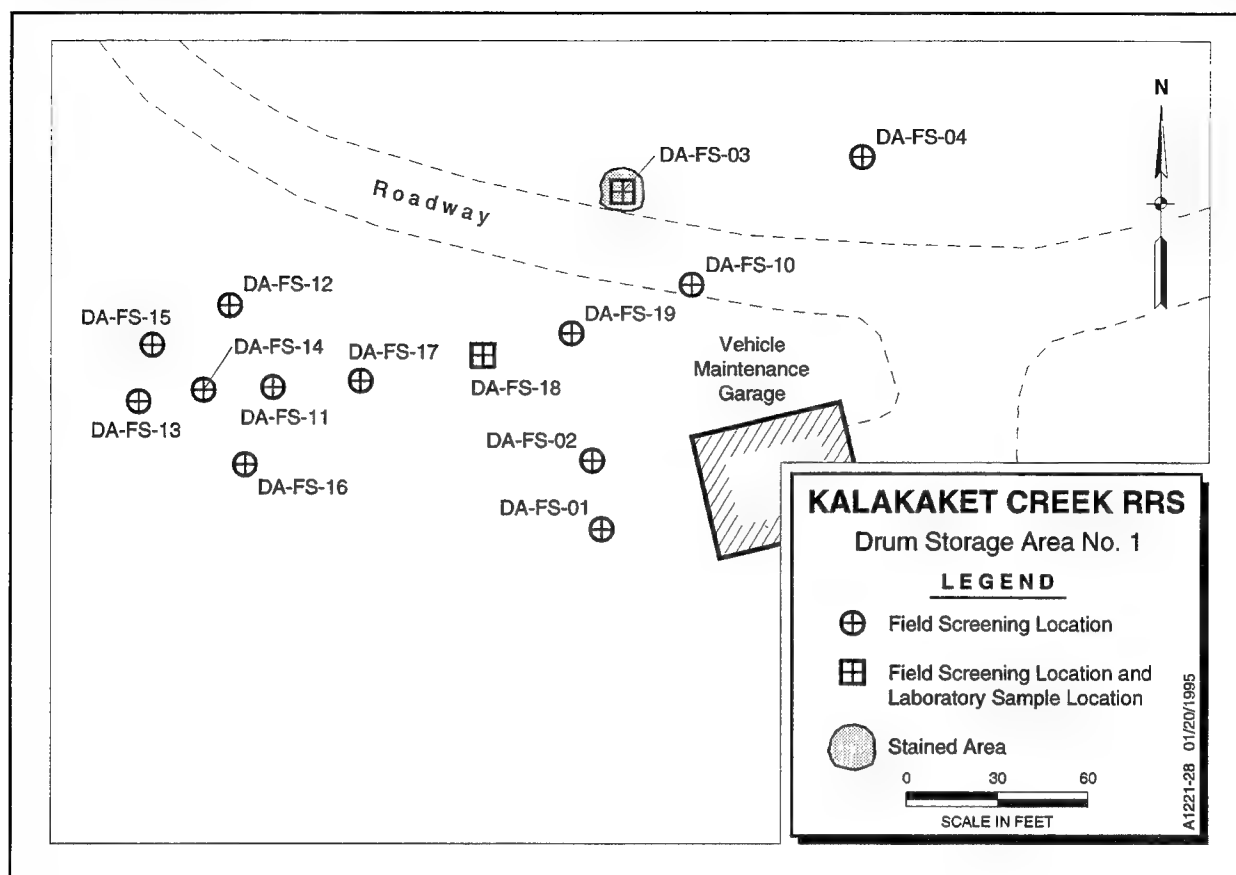 N
DA-FS-04
DA-FS-03
Roadway
DA-FS-10
DA-FS-12
DA-FS-19
DA-FS-15
DA-FS-14
DA-FS-17
Vehicle
Maintenance
Garage
DA-FS-18
DA-FS-13
DA-FS-11
DA-FS-02
DA-FS-16
DA-FS-01
KALAKAKET CREEK RRS
Drum Storage Area No. 1
LEGEND
Field Screening Location
Field Screening Location and
Laboratory Sample Location
Stained Area
0 30 60
SCALE IN FEET
A1221-28 01/20/1995